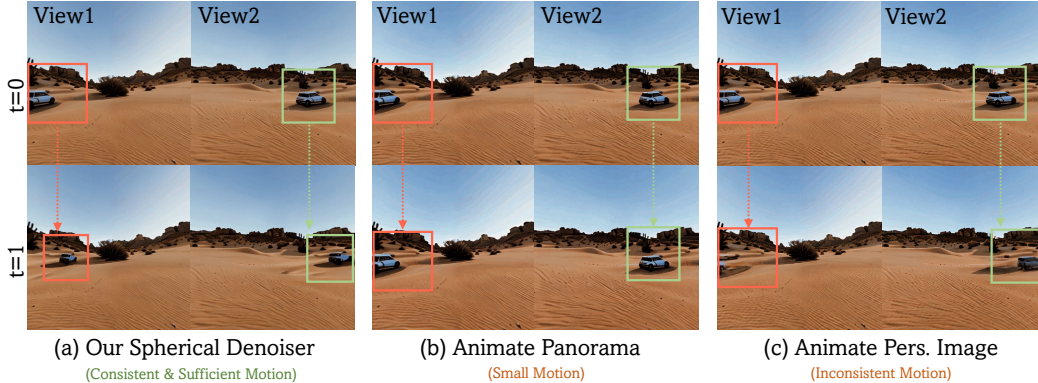 View1 View2 View1 View2 View1 View2
t=0
t=1
(a) Our Spherical Denoiser (b) Animate Panorama (c) Animate Pers. Image
(Consistent & Sufficient Motion) (Small Motion) (Inconsistent Motion)